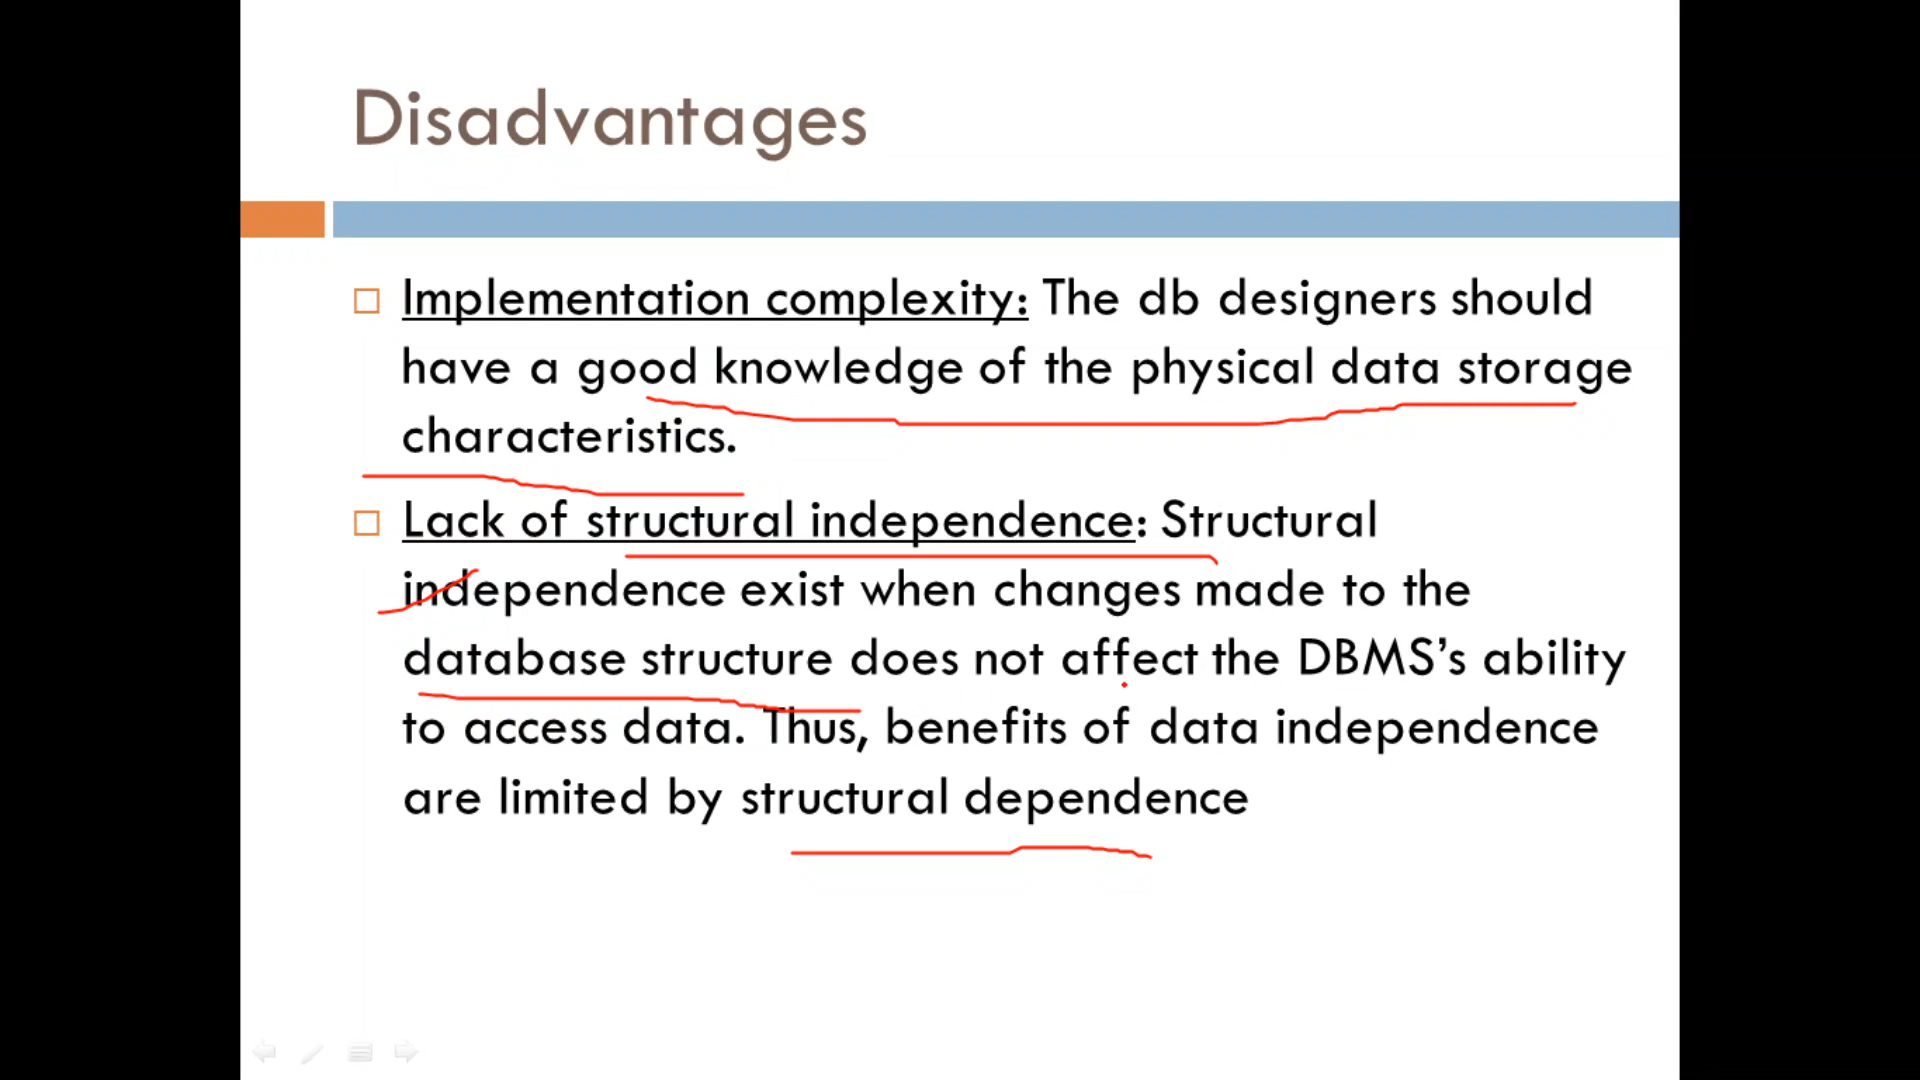 Disadvantages
Implementation complexity: The db designers should
have a good knowledge of the physical data storage
characteristics.
Lack of structural independence: Structural
independence exist when changes made to the
database structure does not affect the DBMS’s ability
to access data. Thus, benefits of data independence
are limited by structural dependence